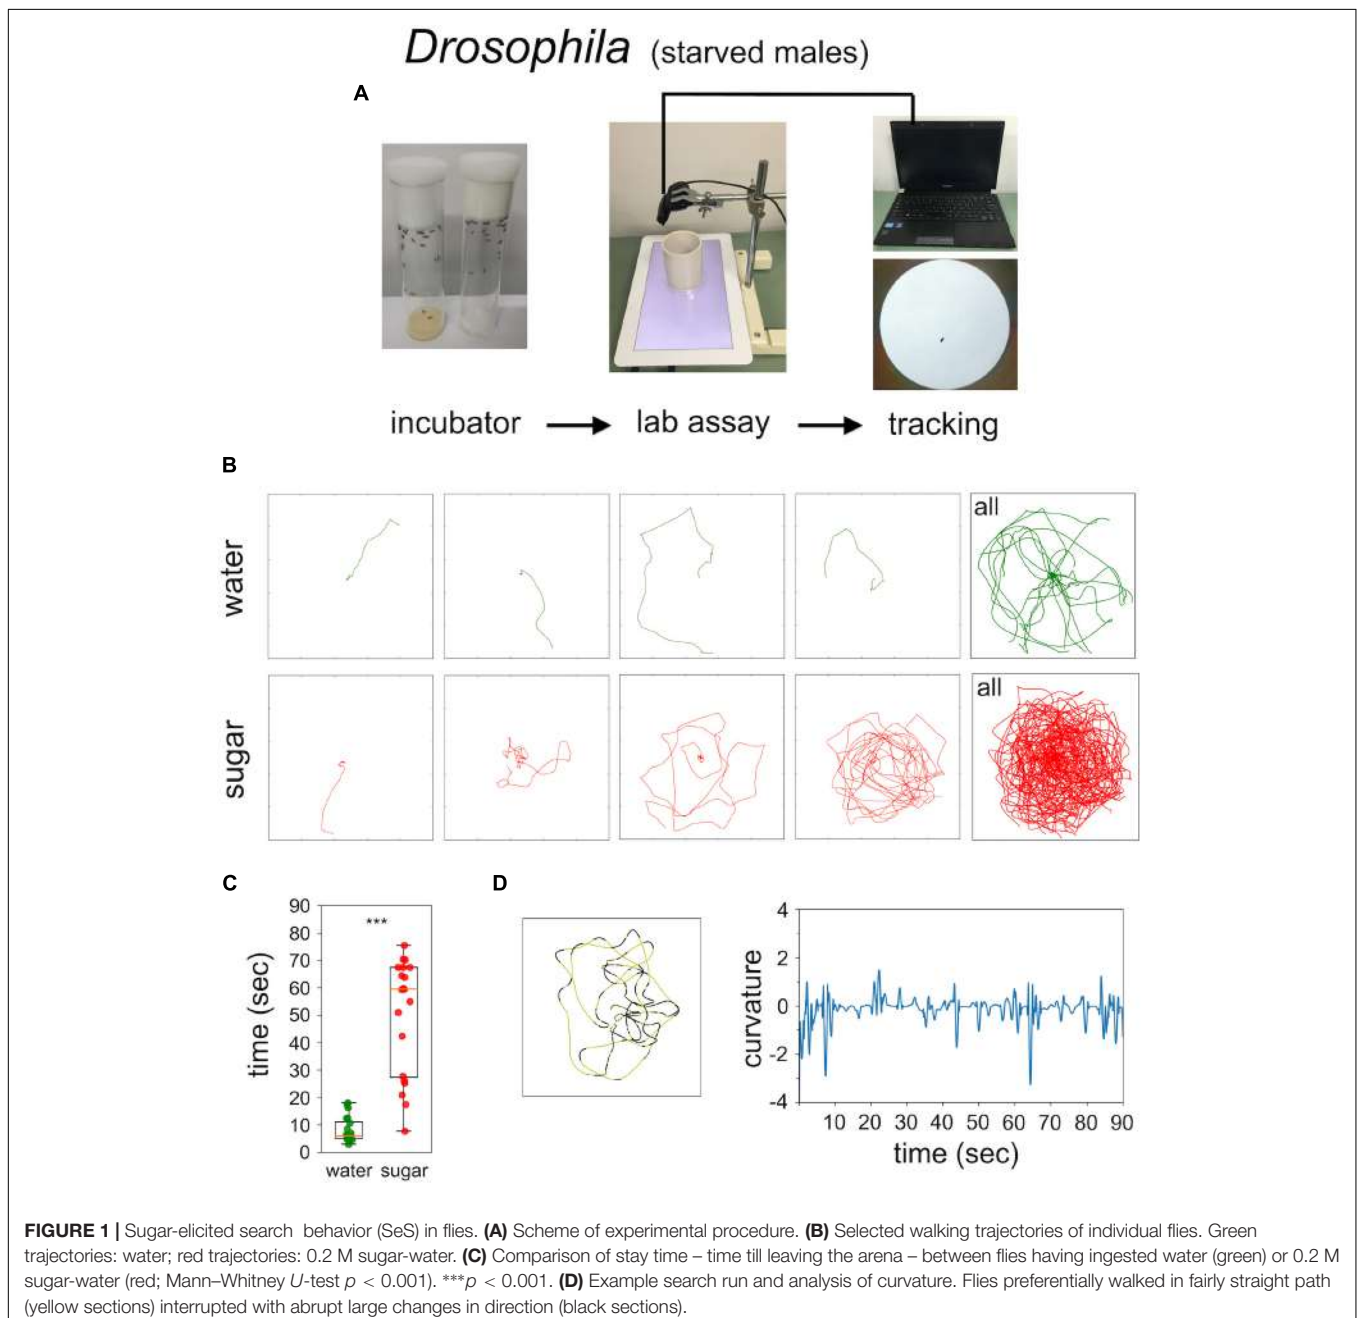 Drosophila (starved males)
A
incubator → lab assay → tracking
B
water
all
sugar
all
C
D
time (sec)
90
80
70
60
50
40
30
20
10
0
***
water sugar
curvature
4
2
0
-2
-4
10 20 30 40 50 60 70 80 90
time (sec)
FIGURE 1 | Sugar-elicited search behavior (SeS) in flies. (A) Scheme of experimental procedure. (B) Selected walking trajectories of individual flies. Green
trajectories: water; red trajectories: 0.2 M sugar-water. (C) Comparison of stay time – time till leaving the arena – between flies having ingested water (green) or 0.2 M
sugar-water (red; Mann–Whitney U-test p < 0.001). ***p < 0.001. (D) Example search run and analysis of curvature. Flies preferentially walked in fairly straight path
(yellow sections) interrupted with abrupt large changes in direction (black sections).